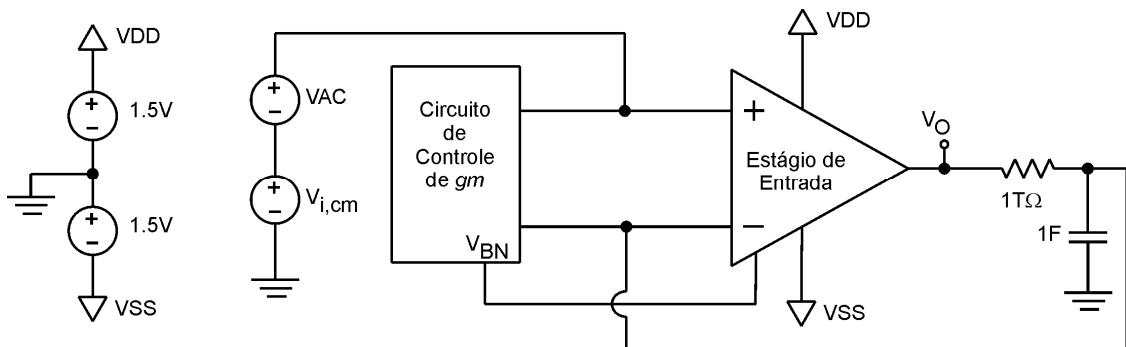 VDD
1.5V
1.5V
VSS
VAC
Vi,cm
Circuito
de
Controle
de gm
VBN
VDD
+
Estágio de
Entrada
−
VSS
VO
1TΩ
1F